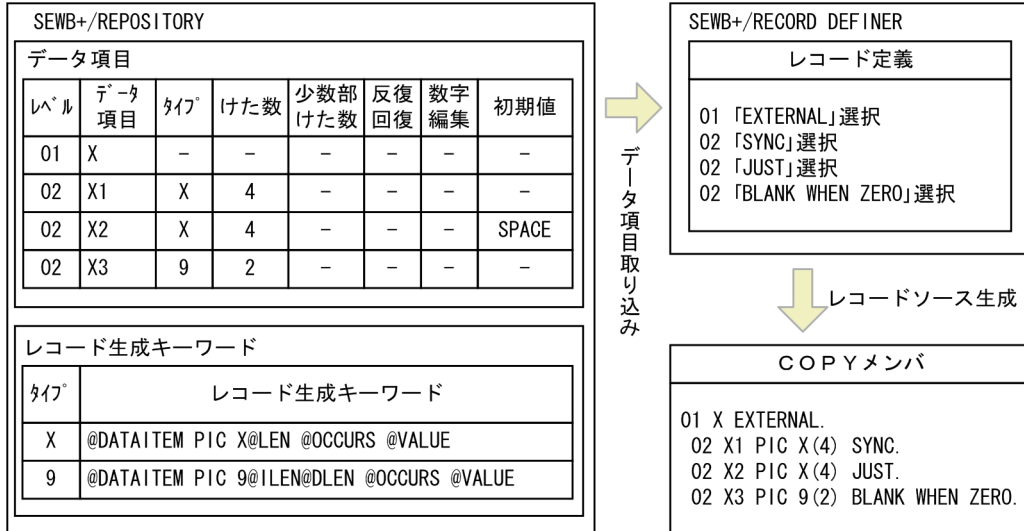 SEWB+/REPOSITORY
データ項目
ﾚﾍﾞﾙ ﾃﾞｰﾀ項目 ﾀｲﾌﾟ けた数 少数部けた数 反復回復 数字編集 初期値
01 X － － － － － －
02 X1 X 4 － － － －
02 X2 X 4 － － － SPACE
02 X3 9 2 － － － －
レコード生成キーワード
ﾀｲﾌﾟ レコード生成キーワード
X @DATAITEM PIC X@LEN @OCCURS @VALUE
9 @DATAITEM PIC 9@ILEN@DLEN @OCCURS @VALUE
データ項目取り込み
SEWB+/RECORD DEFINER
レコード定義
01 「EXTERNAL」選択
02 「SYNC」選択
02 「JUST」選択
02 「BLANK WHEN ZERO」選択
レコードソース生成
ＣＯＰＹメンバ
01 X EXTERNAL.
02 X1 PIC X(4) SYNC.
02 X2 PIC X(4) JUST.
02 X3 PIC 9(2) BLANK WHEN ZERO.